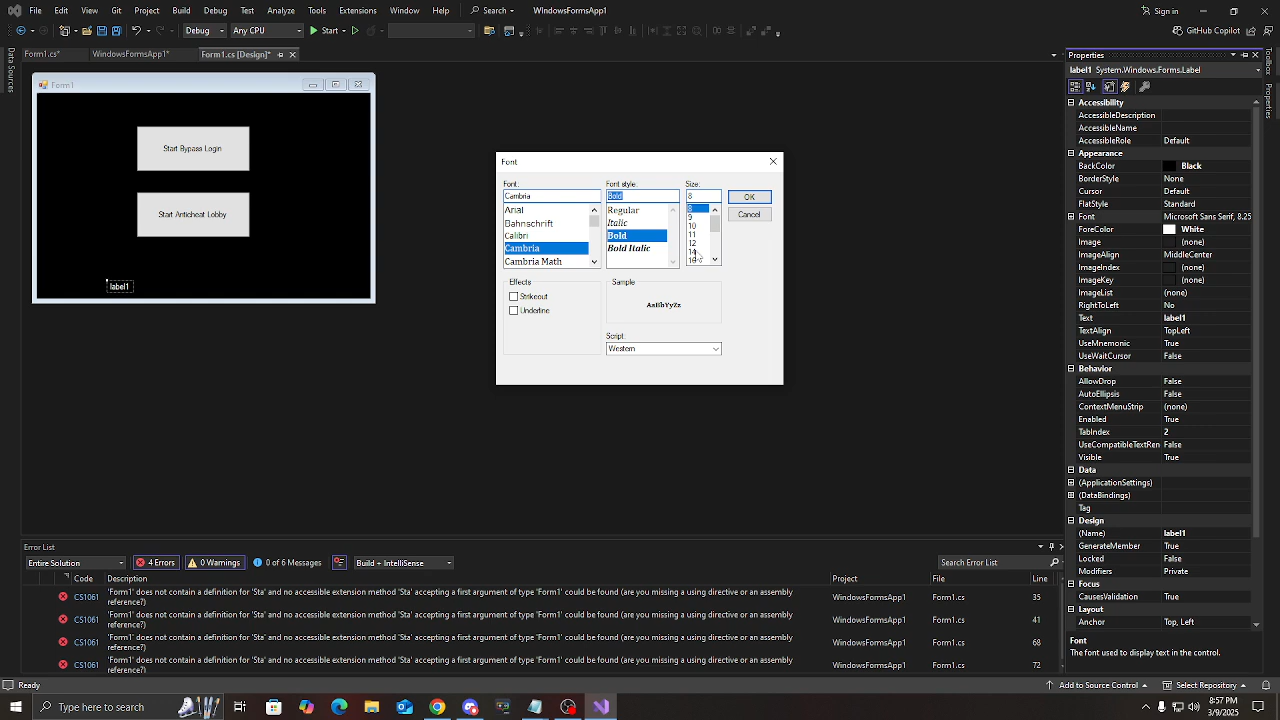 File Edit View Git Project Build Debug Test Analyze Tools Extensions Window Help Search WindowsFormsApp1 Sign in
Debug Any CPU Start GitHub Copilot
Form1.cs* WindowsFormsApp1* Form1.cs [Design]*
Data Sources
Form1
Start Bypass Login
Start Anticheat Lobby
label1
Font
Font: Font style: Size:
Cambria Bold 8
OK
Cancel
Arial Regular 8
Bahnschrift Italic 9
Calibri Bold 10
Cambria Bold Italic 11
Cambria Math 12
14
16
Effects Sample
Strikeout
Underline
AaBbYyZz
Script:
Western
Properties
label1 System.Windows.Forms.Label
Accessibility
AccessibleDescription
AccessibleName
AccessibleRole Default
Appearance
BackColor Black
BorderStyle None
Cursor Default
FlatStyle Standard
Font Microsoft Sans Serif, 8.25
ForeColor White
Image (none)
ImageAlign MiddleCenter
ImageIndex (none)
ImageKey (none)
ImageList (none)
RightToLeft No
Text label1
TextAlign TopLeft
UseMnemonic True
UseWaitCursor False
Behavior
AllowDrop False
AutoEllipsis False
ContextMenuStrip (none)
Enabled True
TabIndex 2
UseCompatibleTextRen False
Visible True
Data
(ApplicationSettings)
(DataBindings)
Tag
Design
(Name) label1
GenerateMember True
Locked False
Modifiers Private
Focus
CausesValidation True
Layout
Anchor Top, Left
Font
The font used to display text in the control.
Toolbox
Properties
Error List
Entire Solution 4 Errors 0 Warnings 0 of 6 Messages Build + IntelliSense Search Error List
Code Description Project File Line
CS1061 'Form1' does not contain a definition for 'Sta' and no accessible extension method 'Sta' accepting a first argument of type 'Form1' could be found (are you missing a using directive or an assembly reference?) WindowsFormsApp1 Form1.cs 35
CS1061 'Form1' does not contain a definition for 'Sta' and no accessible extension method 'Sta' accepting a first argument of type 'Form1' could be found (are you missing a using directive or an assembly reference?) WindowsFormsApp1 Form1.cs 41
CS1061 'Form1' does not contain a definition for 'Sta' and no accessible extension method 'Sta' accepting a first argument of type 'Form1' could be found (are you missing a using directive or an assembly reference?) WindowsFormsApp1 Form1.cs 68
CS1061 'Form1' does not contain a definition for 'Sta' and no accessible extension method 'Sta' accepting a first argument of type 'Form1' could be found (are you missing a using directive or an assembly reference?) WindowsFormsApp1 Form1.cs 72
Ready Add to Source Control Select Repository
Type here to search
8:57 PM
3/9/2025